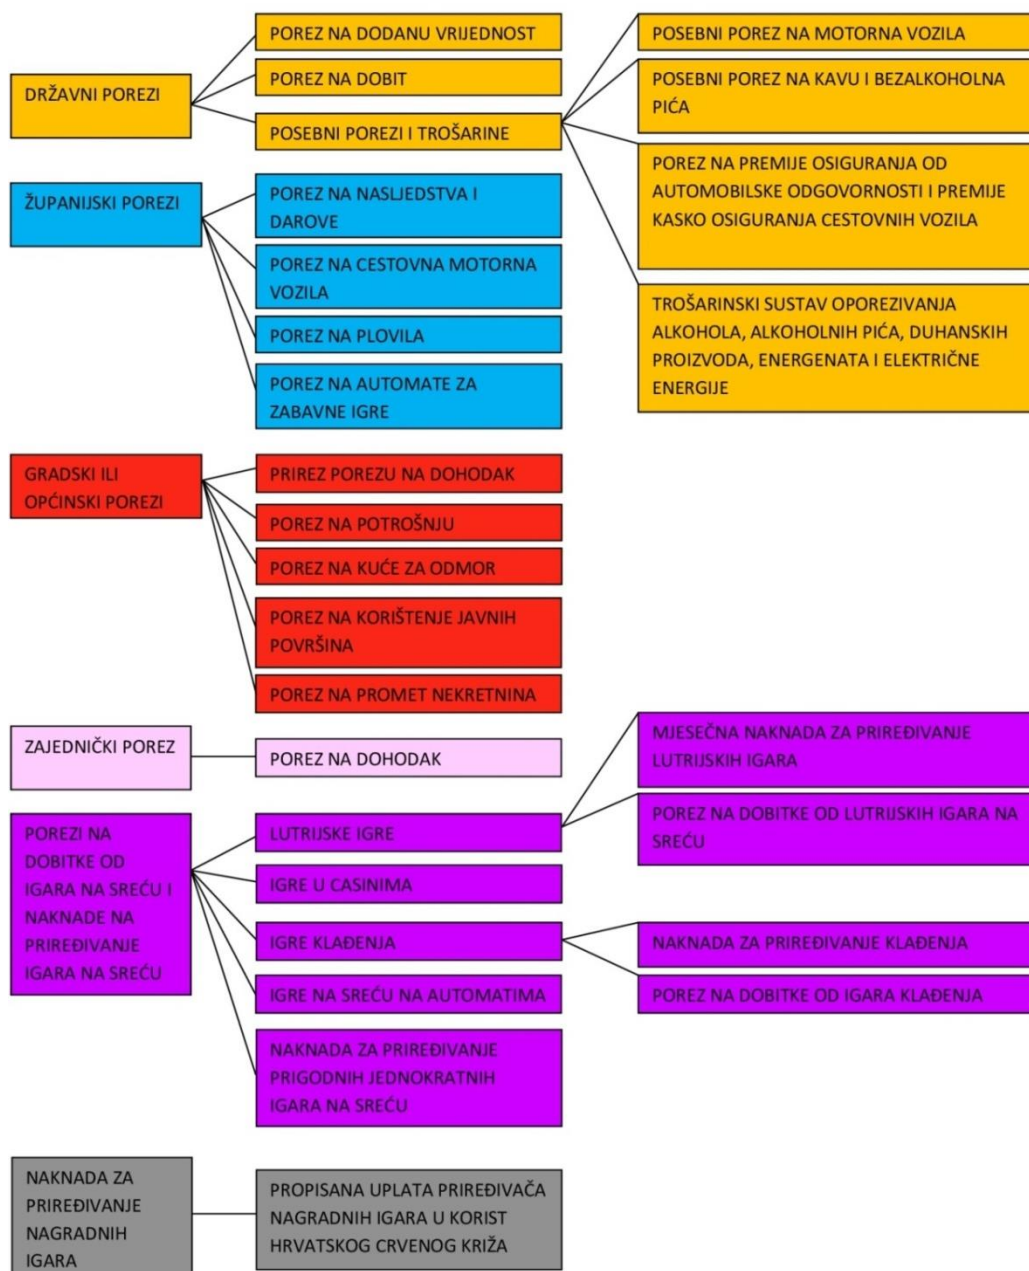 DRŽAVNI POREZI
POREZ NA DODANU VRIJEDNOST
POREZ NA DOBIT
POSEBNI POREZI I TROŠARINE
POSEBNI POREZ NA MOTORNA VOZILA
POSEBNI POREZ NA KAVU I BEZALKOHOLNA
PIĆA
POREZ NA PREMIJE OSIGURANJA OD
AUTOMOBILSKE ODGOVORNOSTI I PREMIJE
KASKO OSIGURANJA CESTOVNIH VOZILA
TROŠARINSKI SUSTAV OPOREZIVANJA
ALKOHOLA, ALKOHOLNIH PIĆA, DUHANSKIH
PROIZVODA, ENERGENATA I ELEKTRIČNE
ENERGIJE
ŽUPANIJSKI POREZI
POREZ NA NASLJEDSTVA I
DAROVE
POREZ NA CESTOVNA MOTORNA
VOZILA
POREZ NA PLOVILA
POREZ NA AUTOMATE ZA
ZABAVNE IGRE
GRADSKI ILI
OPĆINSKI POREZI
PRIREZ POREZU NA DOHODAK
POREZ NA POTROŠNJU
POREZ NA KUĆE ZA ODMOR
POREZ NA KORIŠTENJE JAVNIH
POVRŠINA
POREZ NA PROMET NEKRETNINA
ZAJEDNIČKI POREZ
POREZ NA DOHODAK
POREZI NA
DOBITKE OD
IGARA NA SREĆU I
NAKNADE NA
PRIREĐIVANJE
IGARA NA SREĆU
LUTRIJSKE IGRE
IGRE U CASINIMA
IGRE KLAĐENJA
IGRE NA SREĆU NA AUTOMATIMA
NAKNADA ZA PRIREĐIVANJE
PRIGODNIH JEDNOKRATNIH
IGARA NA SREĆU
MJESEČNA NAKNADA ZA PRIREĐIVANJE
LUTRIJSKIH IGARA
POREZ NA DOBITKE OD LUTRIJSKIH IGARA NA
SREĆU
NAKNADA ZA PRIREĐIVANJE KLAĐENJA
POREZ NA DOBITKE OD IGARA KLAĐENJA
NAKNADA ZA
PRIREĐIVANJE
NAGRADNIH
IGARA
PROPISANA UPLATA PRIREĐIVAČA
NAGRADNIH IGARA U KORIST
HRVATSKOG CRVENOG KRIŽA